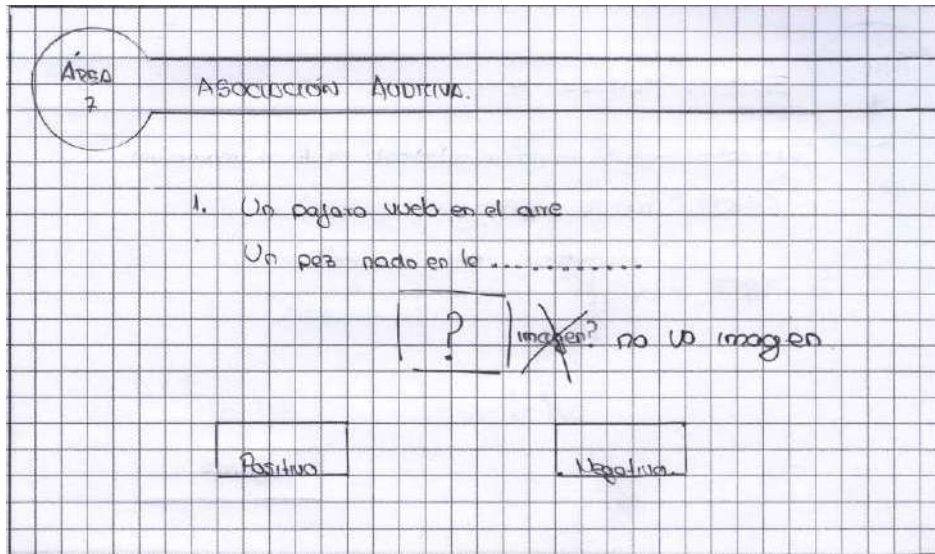 ÁREA
7
ASOCIACIÓN AUDITIVA.
1. Un pajaro vuela en el aire
Un pez nada en le ............
? imagen? no va imagen
Positivo Negativa.